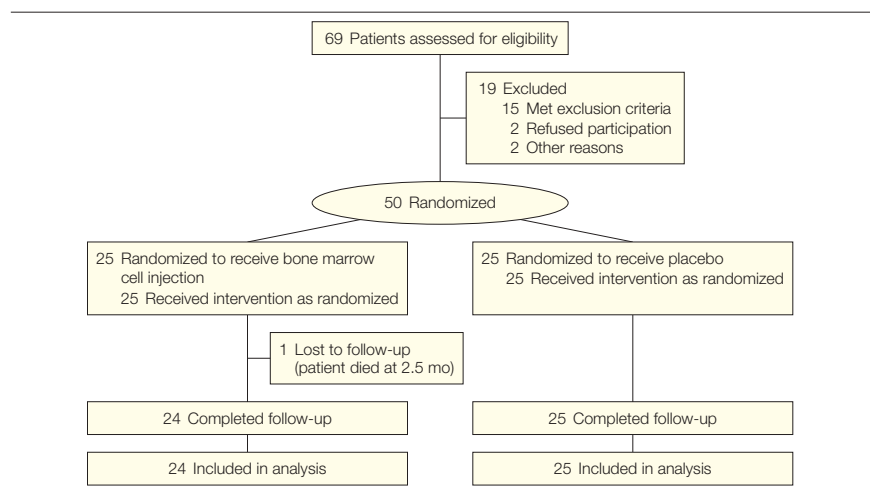 69 Patients assessed for eligibility
19 Excluded
15 Met exclusion criteria
2 Refused participation
2 Other reasons
50 Randomized
25 Randomized to receive bone marrow
cell injection
25 Received intervention as randomized
25 Randomized to receive placebo
25 Received intervention as randomized
1 Lost to follow-up
(patient died at 2.5 mo)
24 Completed follow-up
25 Completed follow-up
24 Included in analysis
25 Included in analysis